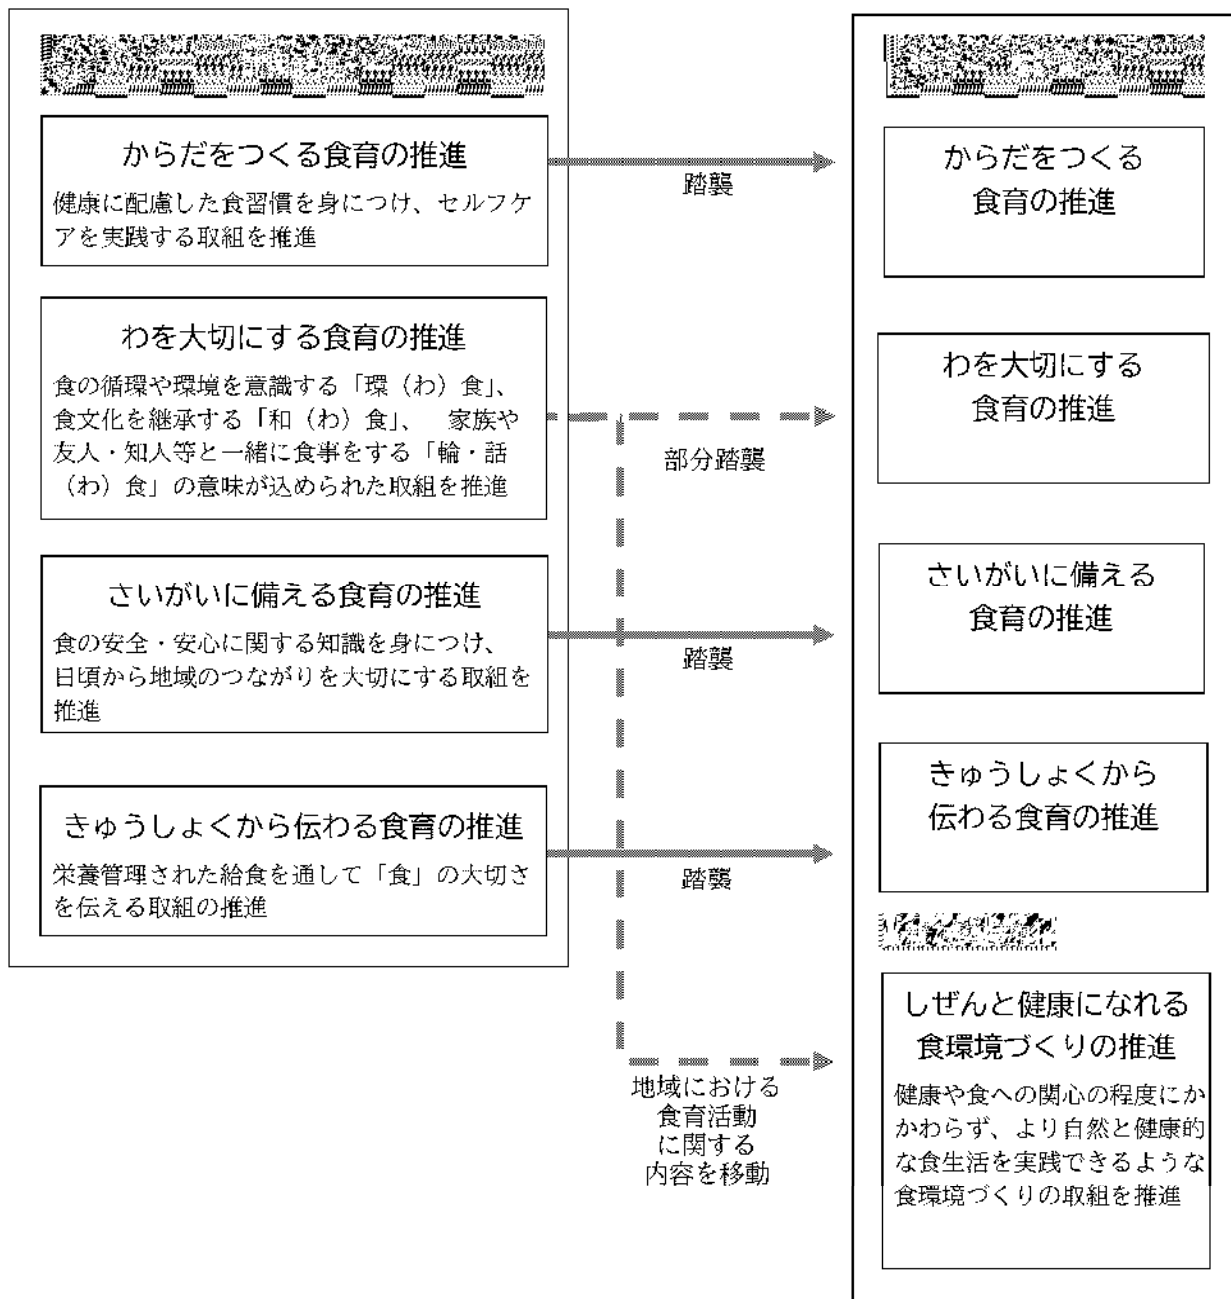 からだをつくる食育の推進
健康に配慮した食習慣を身につけ、セルフケ
アを実践する取組を推進
わを大切にする食育の推進
食の循環や環境を意識する「環（わ）食」、
食文化を継承する「和（わ）食」、　家族や
友人・知人等と一緒に食事をする「輪・話
（わ）食」の意味が込められた取組を推進
さいがいに備える食育の推進
食の安全・安心に関する知識を身につけ、
日頃から地域のつながりを大切にする取組を
推進
きゅうしょくから伝わる食育の推進
栄養管理された給食を通して「食」の大切さ
を伝える取組の推進
踏襲
部分踏襲
踏襲
踏襲
地域における
食育活動
に関する
内容を移動
からだをつくる
食育の推進
わを大切にする
食育の推進
さいがいに備える
食育の推進
きゅうしょくから
伝わる食育の推進
しぜんと健康になれる
食環境づくりの推進
健康や食への関心の程度にか
かわらず、より自然と健康的
な食生活を実践できるような
食環境づくりの取組を推進